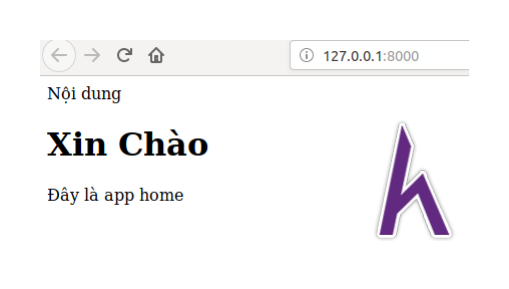 127.0.0.1:8000
Nội dung
Xin Chào
Đây là app home